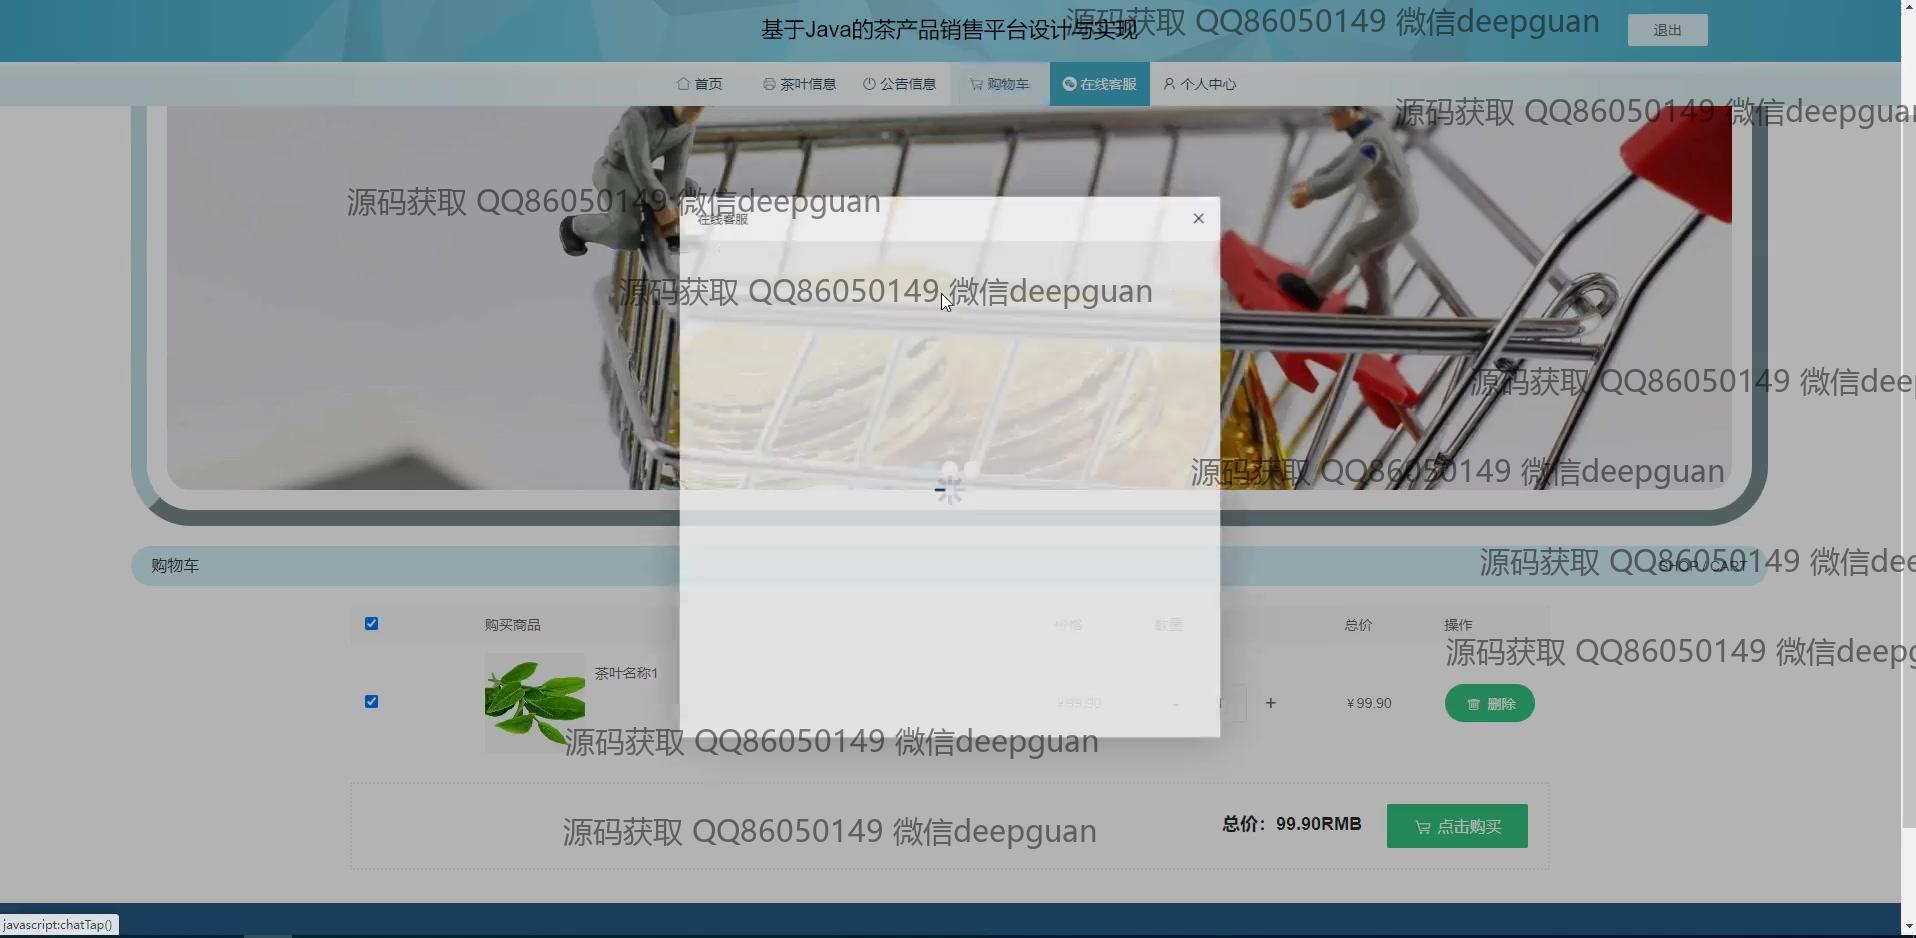 基于Java的茶产品销售平台设计与实现
源码获取 QQ86050149 微信deepguan
退出
首页
茶叶信息
公告信息
购物车
在线客服
个人中心
源码获取 QQ86050149 微信deepguan
源码获取 QQ86050149 微信deepguan
在线客服
×
源码获取 QQ86050149 微信deepguan
源码获取 QQ86050149 微信deep
源码获取 QQ86050149 微信deepguan
购物车
SHOP / CART
源码获取 QQ86050149 微信dee
购买商品
价格
数量
总价
操作
源码获取 QQ86050149 微信deepg
茶叶名称1
¥99.90
-
+
¥99.90
删除
源码获取 QQ86050149 微信deepguan
源码获取 QQ86050149 微信deepguan
总价：99.90RMB
点击购买
javascript:chatTap()